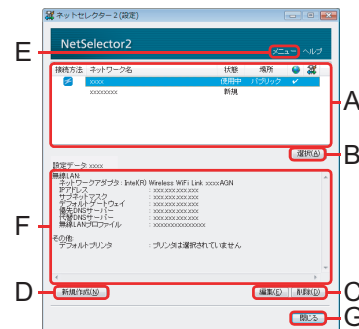 ネットセレクター2(設定)
NetSelector2
E
メニュー ヘルプ
接続方法 ネットワーク名 状態 場所
xxxx 使用中 パブリック
xxxxxxxx 新規
A
選択(A)
B
設定データ: xxxx
無線LAN:
ネットワークアダプタ : Intel(R) Wireless WiFi Link xxxxAGN
IPアドレス : xxx.xxx.xxx.xxx
サブネットマスク : xxx.xxx.xxx.xxx
デフォルトゲートウェイ : xxx.xxx.xxx.xxx
優先DNSサーバー : xxx.xxx.xxx.xxx
代替DNSサーバー : xxx.xxx.xxx.xxx
無線LANプロファイル : xxxxxxxxxxxxxxx
その他:
デフォルトプリンタ : プリンタは選択されていません
F
D
新規作成(N) 編集(E) 削除(D)
C
閉じる
G